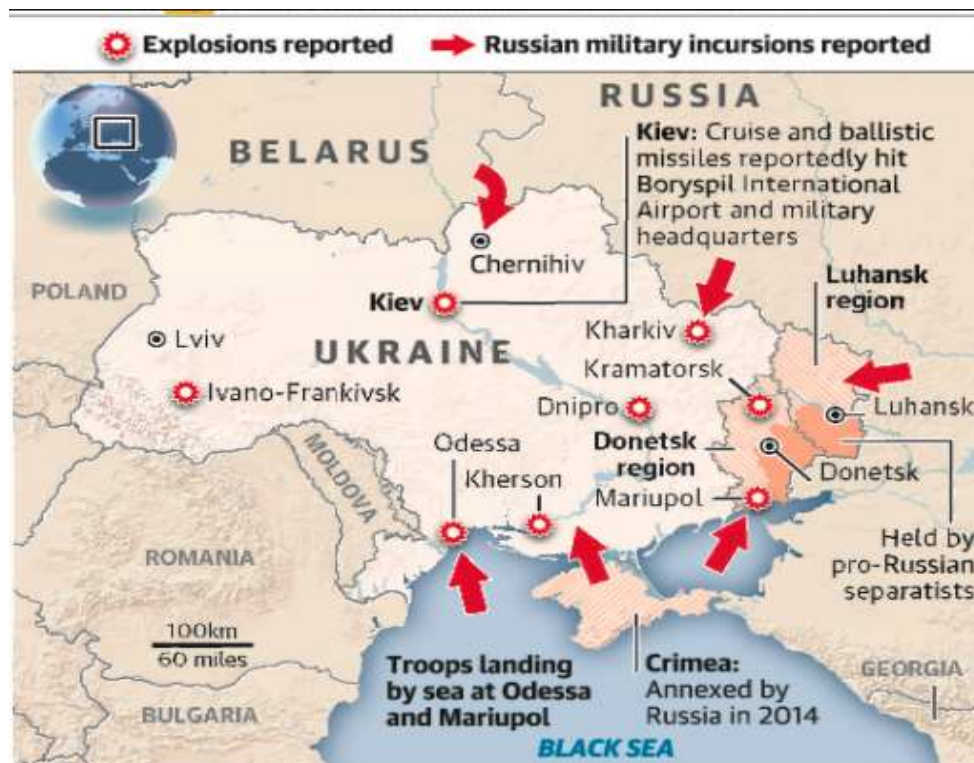 Explosions reported
Russian military incursions reported
RUSSIA
BELARUS
Kiev: Cruise and ballistic
missiles reportedly hit
Boryspil International
Airport and military
headquarters
Chernihiv
Luhansk
region
POLAND
Kiev
Lviv
UKRAINE
Kharkiv
Kramatorsk
Ivano-Frankivsk
Dnipro
Luhansk
Odessa
Donetsk
region
MOLDOVA
Kherson
Donetsk
Mariupol
Held by
pro-Russian
separatists
ROMANIA
100km
60 miles
Troops landing
by sea at Odessa
and Mariupol
Crimea:
Annexed by
Russia in 2014
GEORGIA
BULGARIA
BLACK SEA